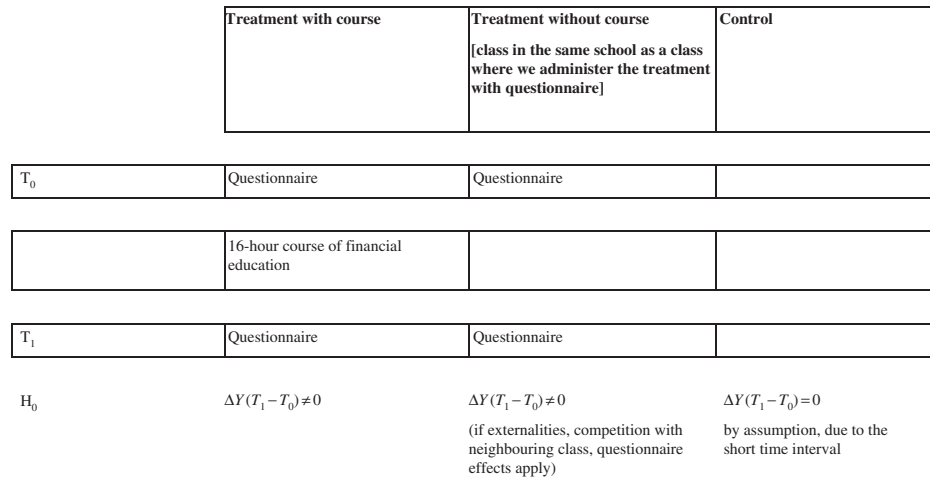 Treatment with course
Treatment without course
[class in the same school as a class
where we administer the treatment
with questionnaire]
Control
T₀ Questionnaire Questionnaire
16-hour course of financial
education
T₁ Questionnaire Questionnaire
H₀ ΔY(T₁−T₀)≠0 ΔY(T₁−T₀)≠0 ΔY(T₁−T₀)=0
(if externalities, competition with
neighbouring class, questionnaire
effects apply)
by assumption, due to the
short time interval